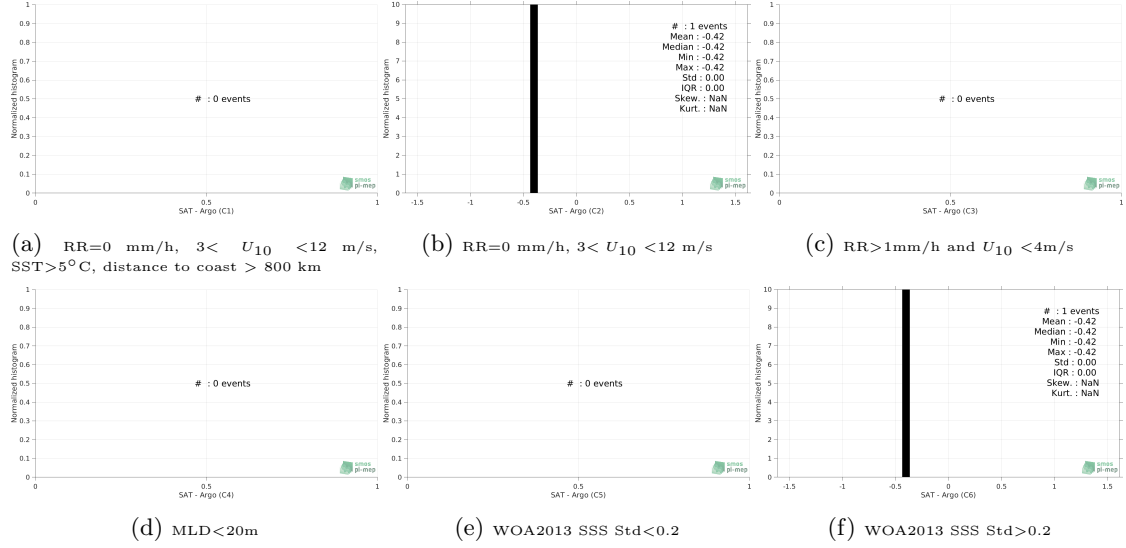 1
0.9
0.8
0.7
0.6
0.5
0.4
0.3
0.2
0.1
0
Normalized histogram
# : 0 events
smos
pi-mep
0 0.5 1
SAT - Argo (C1)
10
9
8
7
6
5
4
3
2
1
0
Normalized histogram
# : 1 events
Mean : -0.42
Median : -0.42
Min : -0.42
Max : -0.42
Std : 0.00
IQR : 0.00
Skew. : NaN
Kurt. : NaN
smos
pi-mep
-1.5 -1 -0.5 0 0.5 1 1.5
SAT - Argo (C2)
1
0.9
0.8
0.7
0.6
0.5
0.4
0.3
0.2
0.1
0
Normalized histogram
# : 0 events
smos
pi-mep
0 0.5 1
SAT - Argo (C3)
(a) RR=0 mm/h, 3< U10 <12 m/s,
SST>5°C, distance to coast > 800 km
(b) RR=0 mm/h, 3< U10 <12 m/s
(c) RR>1mm/h and U10 <4m/s
1
0.9
0.8
0.7
0.6
0.5
0.4
0.3
0.2
0.1
0
Normalized histogram
# : 0 events
smos
pi-mep
0 0.5 1
SAT - Argo (C4)
1
0.9
0.8
0.7
0.6
0.5
0.4
0.3
0.2
0.1
0
Normalized histogram
# : 0 events
smos
pi-mep
0 0.5 1
SAT - Argo (C5)
10
9
8
7
6
5
4
3
2
1
0
Normalized histogram
# : 1 events
Mean : -0.42
Median : -0.42
Min : -0.42
Max : -0.42
Std : 0.00
IQR : 0.00
Skew. : NaN
Kurt. : NaN
smos
pi-mep
-1.5 -1 -0.5 0 0.5 1 1.5
SAT - Argo (C6)
(d) MLD<20m
(e) WOA2013 SSS Std<0.2
(f) WOA2013 SSS Std>0.2